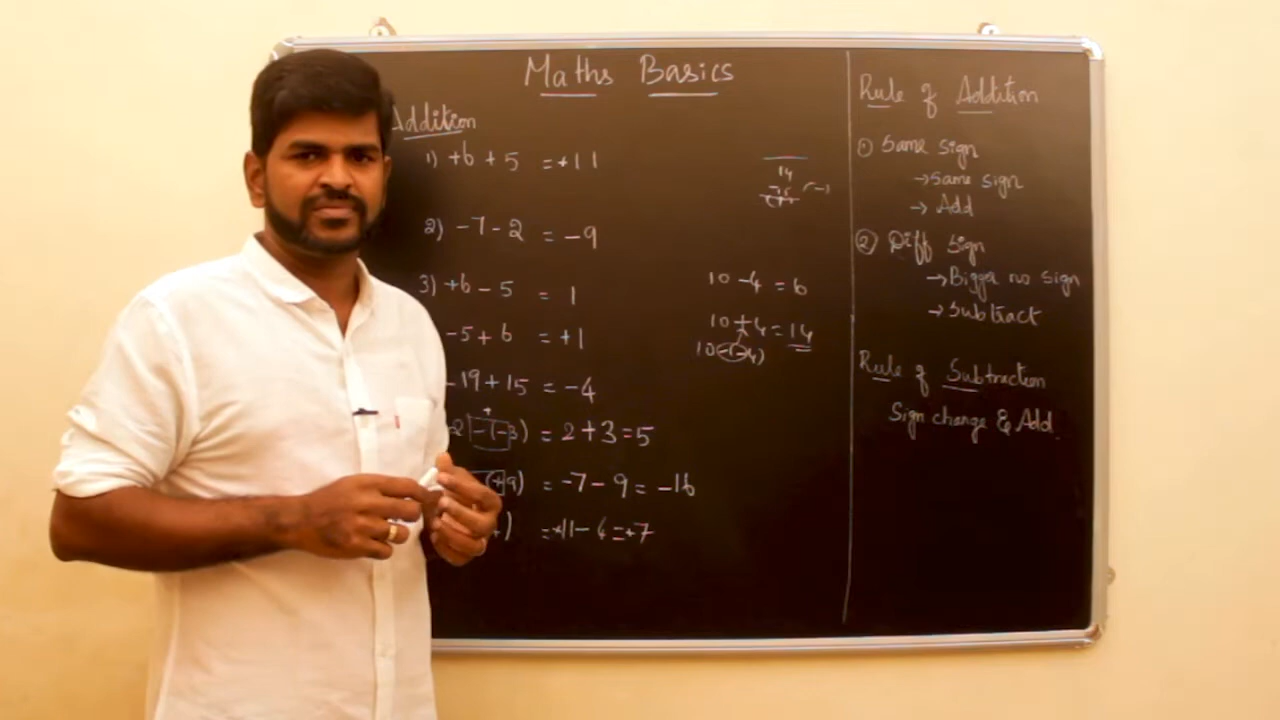 Maths Basics
Addition
1) +6 + 5 = +11
2) -7 - 2 = -9
3) +6 - 5 = 1
-5 + 6 = +1
-19 + 15 = -4
2 -(-3) = 2 + 3 = 5
(+9) = -7 - 9 = -16
) = +11 - 4 = +7
14
10 - 4 = 6
10 + 4 = 14
10 -(-4)
Rule of Addition
① Same sign
→ Same sign
→ Add
② Diff sign
→ Bigger no sign
→ Subtract
Rule of Subtraction
Sign change & Add